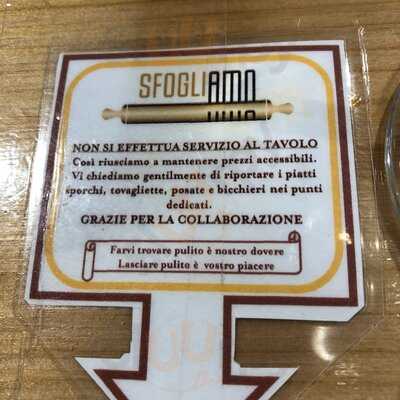 SFOGLIAMO
NON SI EFFETTUA SERVIZIO AL TAVOLO
Così riusciamo a mantenere prezzi accessibili.
Vi chiediamo gentilmente di riportare i piatti
sporchi, tovagliette, posate e bicchieri nei punti
dedicati.
GRAZIE PER LA COLLABORAZIONE
Farvi trovare pulito è nostro dovere
Lasciare pulito è vostro piacere